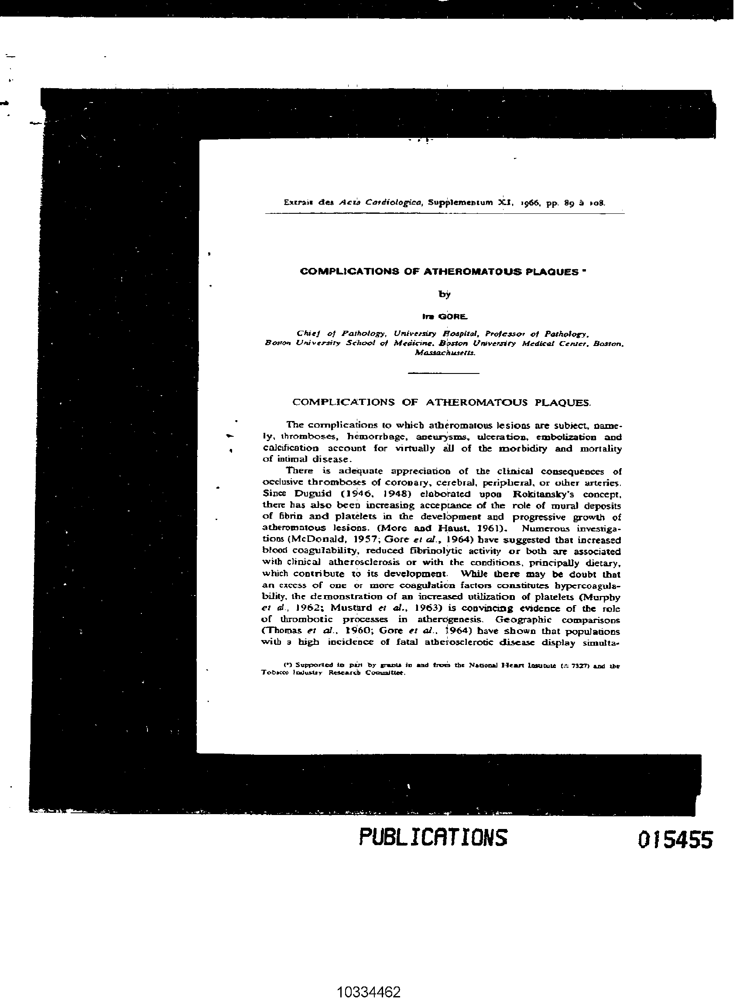 Extrait des Acta Cardiologica, Supplementum XI, 1966, pp. 89 à 108.
COMPLICATIONS OF ATHEROMATOUS PLAQUES *
by
Ira GORE.
Chief of Pathology, University Hospital, Professor of Pathology,
Boston University School of Medicine, Boston University Medical Center, Boston,
Massachusetts.
COMPLICATIONS OF ATHEROMATOUS PLAQUES.
The complications to which atheromatous lesions are subject, name-
ly, thromboses, hemorrhage, aneurysms, ulceration, embolization and
calcification account for virtually all of the morbidity and mortality
of intimal disease.
There is adequate appreciation of the clinical consequences of
occlusive thromboses of coronary, cerebral, peripheral, or other arteries.
Since Duguid (1946, 1948) elaborated upon Rokitansky's concept,
there has also been increasing acceptance of the role of mural deposits
of fibrin and platelets in the development and progressive growth of
atheromatous lesions. (More and Haust, 1961). Numerous investiga-
tions (McDonald, 1957; Gore et al., 1964) have suggested that increased
blood coagulability, reduced fibrinolytic activity or both are associated
with clinical atherosclerosis or with the conditions, principally dietary,
which contribute to its development. While there may be doubt that
an excess of one or more coagulation factors constitutes hypercoagula-
bility, the demonstration of an increased utilization of platelets (Murphy
et al., 1962; Mustard et al., 1963) is convincing evidence of the role
of thrombotic processes in atherogenesis. Geographic comparisons
(Thomas et al., 1960; Gore et al., 1964) have shown that populations
with a high incidence of fatal atherosclerotic disease display simulta-
(*) Supported in part by grants in and from the National Heart Institute ( 7327) and the
Tobacco Industry Research Committee.
PUBLICATIONS
015455
10334462